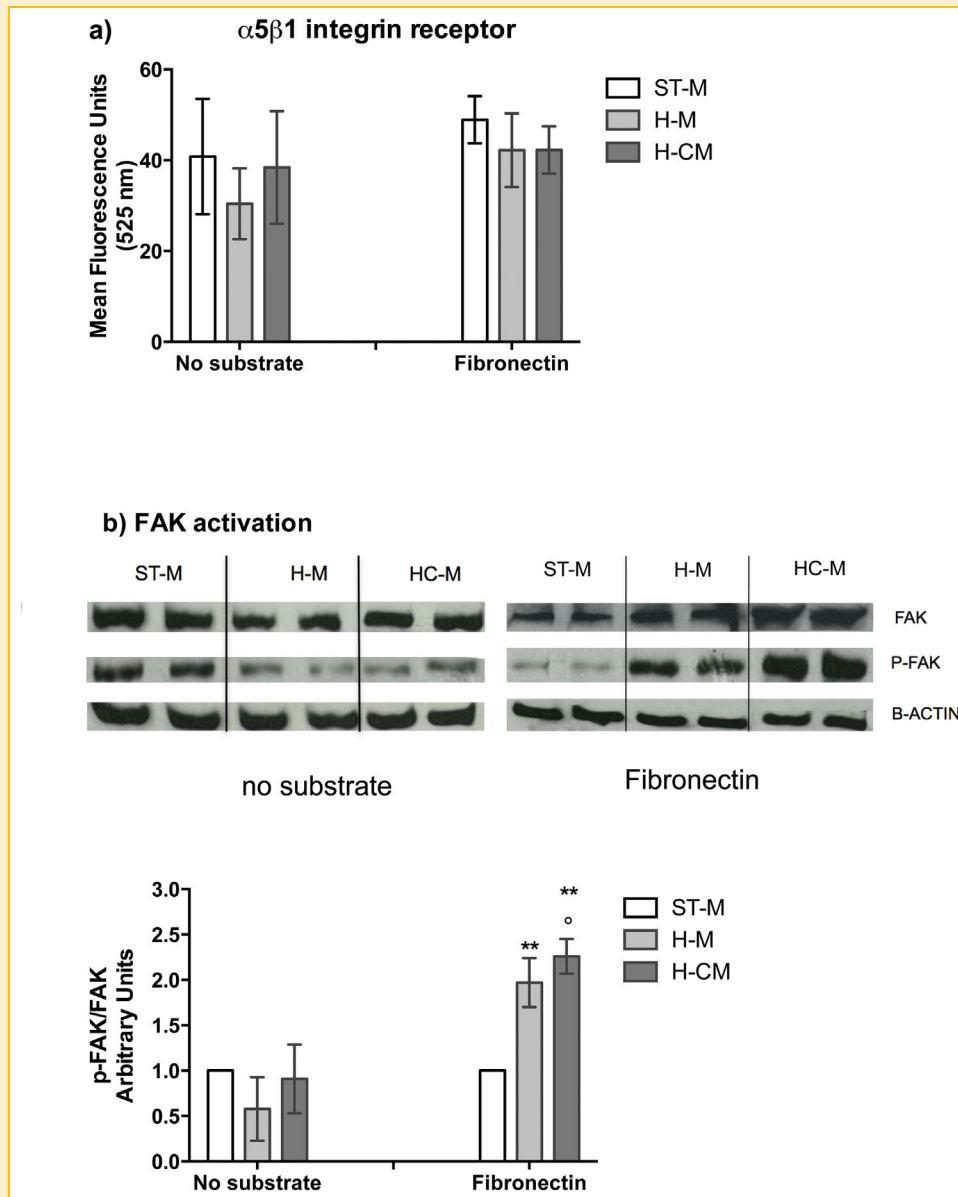 a)
α5β1 integrin receptor
Mean Fluorescence Units
(525 nm)
60
40
20
0
No substrate
Fibronectin
ST-M
H-M
H-CM
b) FAK activation
ST-M H-M HC-M
ST-M H-M HC-M
FAK
P-FAK
B-ACTIN
no substrate
Fibronectin
p-FAK/FAK
Arbitrary Units
3.0
2.5
2.0
1.5
1.0
0.5
0.0
**
**
°
No substrate
Fibronectin
ST-M
H-M
H-CM